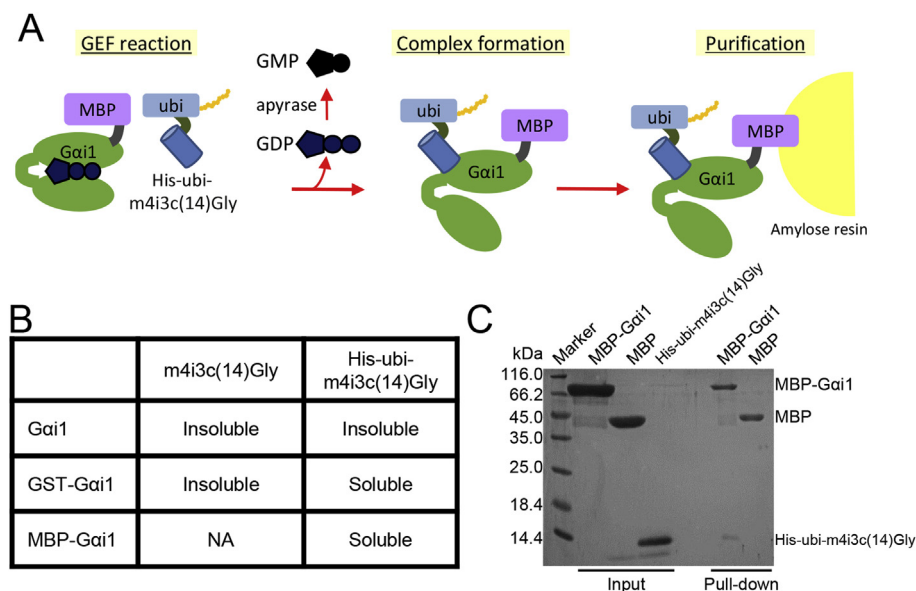 A
GEF reaction
Complex formation
Purification
GMP
apyrase
GDP
MBP
ubi
Gαi1
His-ubi-
m4i3c(14)Gly
ubi
MBP
Gαi1
ubi
MBP
Gαi1
Amylose resin
B
m4i3c(14)Gly
His-ubi-
m4i3c(14)Gly
Gαi1
Insoluble
Insoluble
GST-Gαi1
Insoluble
Soluble
MBP-Gαi1
NA
Soluble
C
kDa
Marker
MBP-Gαi1
MBP
His-ubi-m4i3c(14)Gly
MBP-Gαi1
MBP
116.0
66.2
45.0
35.0
25.0
18.4
14.4
MBP-Gαi1
MBP
His-ubi-m4i3c(14)Gly
Input
Pull-down